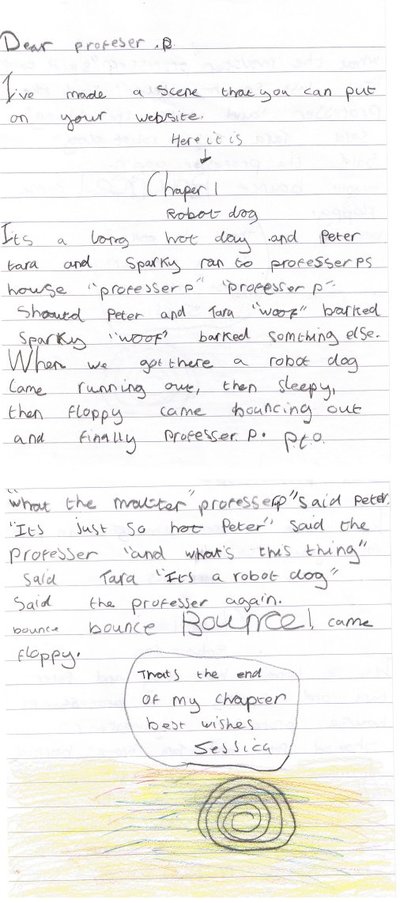 Dear profeser .P
I've made a scene that you can put
on your website.
Here it is
Chaper 1
Robot dog
Its a long hot day .and Peter
tara and Sparky ran to professer ps
house "professer p" "professer p"
Shouted Peter and Tara "woof" barked
Sparky "woof" barked somthing else.
When we got there a robot dog
came running out, then sleepy,
then floppy came bouncing out
and finally professer. p. pto.
"what the matter" professer p" said Peter.
"It's just so hot Peter" said the
professer "and what's this thing"
said Tara "It's a robot dog"
said the professer again.
bounce bounce Bounce! came
floppy.
That's the end
of my chapter
best wishes
Jessica